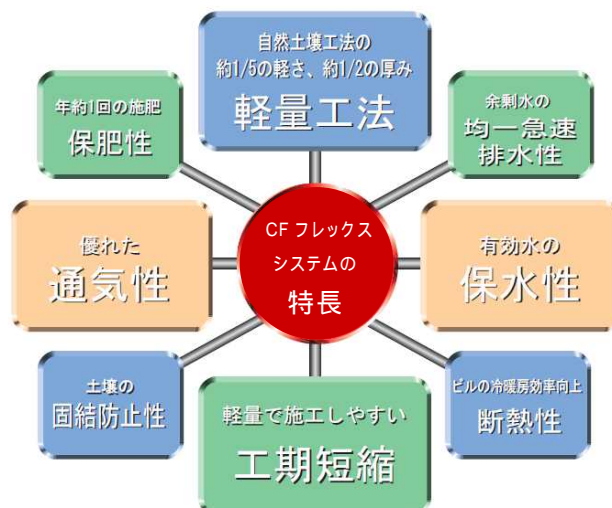 自然土壌工法の
約1/5の軽さ、約1/2の厚み
軽量工法
年約1回の施肥
保肥性
余剰水の
均一急速
排水性
CF フレックス
システムの
特長
優れた
通気性
有効水の
保水性
土壌の
固結防止性
軽量で施工しやすい
工期短縮
ビルの冷暖房効率向上
断熱性